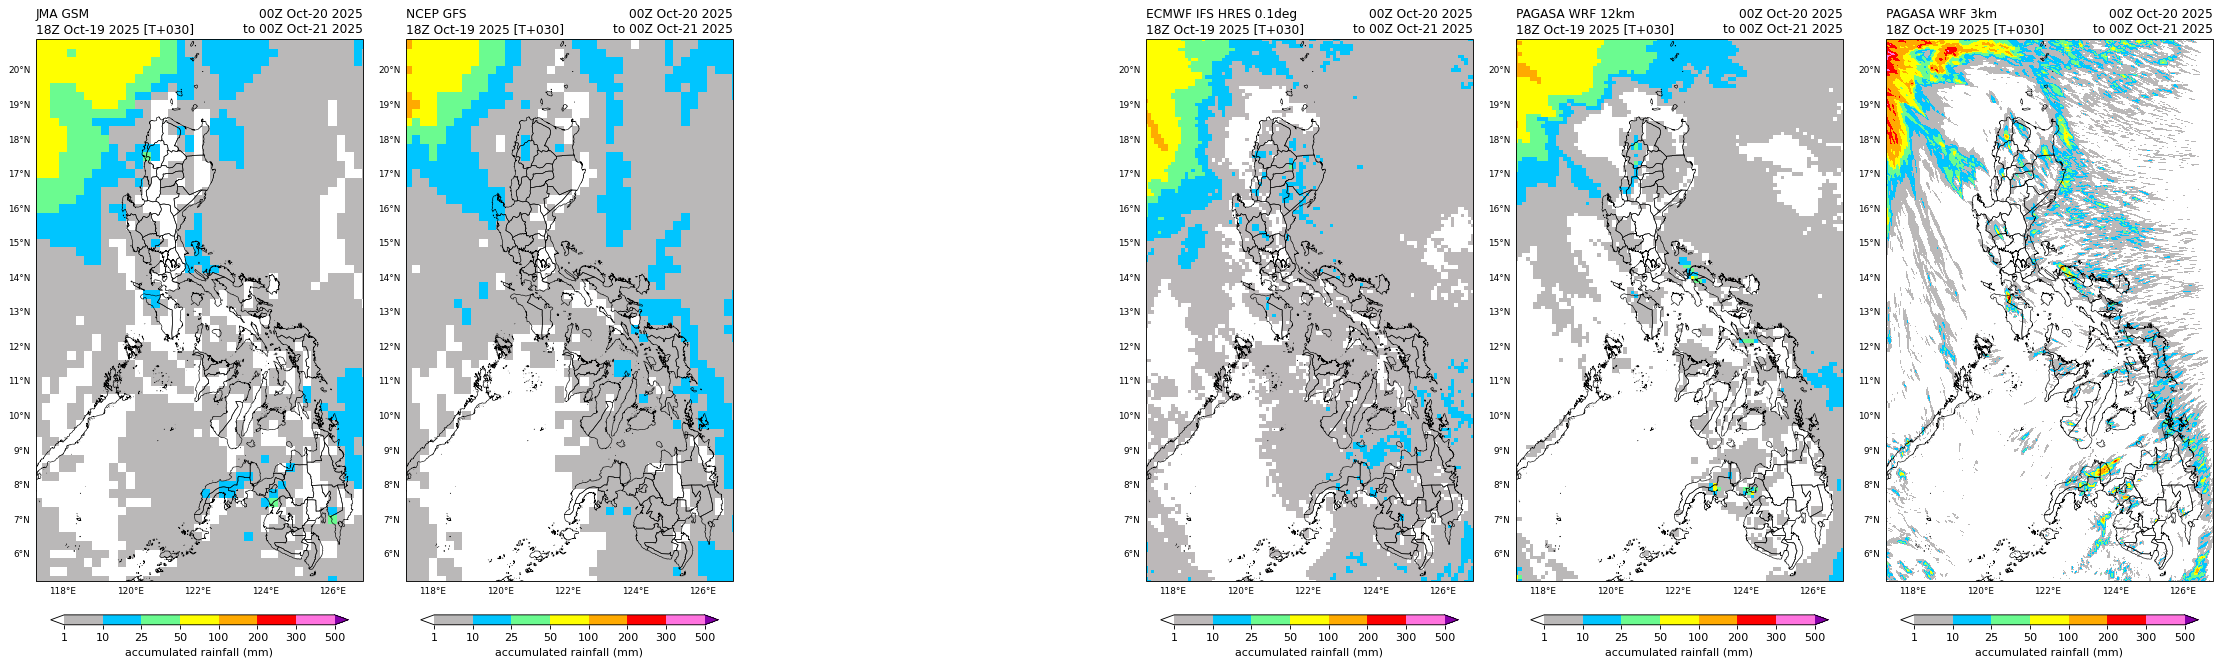 JMA GSM
18Z Oct-19 2025 [T+030]
00Z Oct-20 2025
to 00Z Oct-21 2025
20°N
19°N
18°N
17°N
16°N
15°N
14°N
13°N
12°N
11°N
10°N
9°N
8°N
7°N
6°N
118°E 120°E 122°E 124°E 126°E
1 10 25 50 100 200 300 500
accumulated rainfall (mm)
NCEP GFS
18Z Oct-19 2025 [T+030]
00Z Oct-20 2025
to 00Z Oct-21 2025
20°N
19°N
18°N
17°N
16°N
15°N
14°N
13°N
12°N
11°N
10°N
9°N
8°N
7°N
6°N
118°E 120°E 122°E 124°E 126°E
1 10 25 50 100 200 300 500
accumulated rainfall (mm)
ECMWF IFS HRES 0.1deg
18Z Oct-19 2025 [T+030]
00Z Oct-20 2025
to 00Z Oct-21 2025
20°N
19°N
18°N
17°N
16°N
15°N
14°N
13°N
12°N
11°N
10°N
9°N
8°N
7°N
6°N
118°E 120°E 122°E 124°E 126°E
1 10 25 50 100 200 300 500
accumulated rainfall (mm)
PAGASA WRF 12km
18Z Oct-19 2025 [T+030]
00Z Oct-20 2025
to 00Z Oct-21 2025
20°N
19°N
18°N
17°N
16°N
15°N
14°N
13°N
12°N
11°N
10°N
9°N
8°N
7°N
6°N
118°E 120°E 122°E 124°E 126°E
1 10 25 50 100 200 300 500
accumulated rainfall (mm)
PAGASA WRF 3km
18Z Oct-19 2025 [T+030]
00Z Oct-20 2025
to 00Z Oct-21 2025
20°N
19°N
18°N
17°N
16°N
15°N
14°N
13°N
12°N
11°N
10°N
9°N
8°N
7°N
6°N
118°E 120°E 122°E 124°E 126°E
1 10 25 50 100 200 300 500
accumulated rainfall (mm)